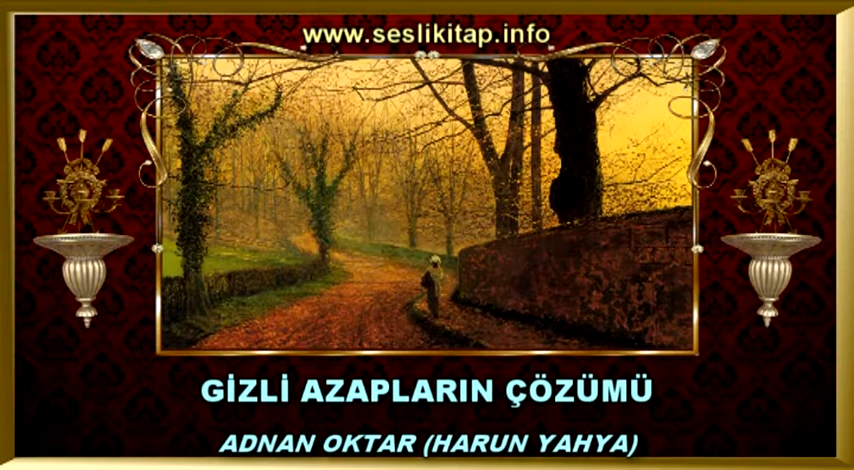 www.seslikitap.info
GİZLİ AZAPLARIN ÇÖZÜMÜ
ADNAN OKTAR (HARUN YAHYA)